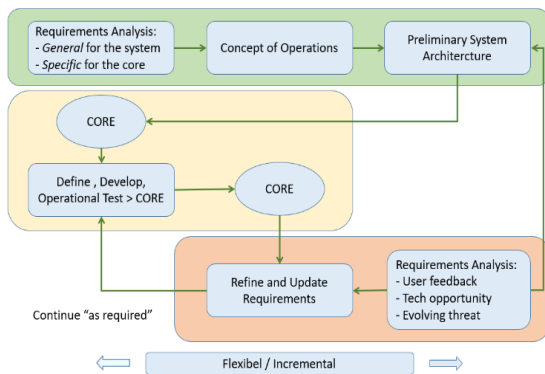 Requirements Analysis:
- General for the system
- Specific for the core
Concept of Operations
Preliminary System
Architercture
CORE
Define , Develop,
Operational Test > CORE
CORE
Refine and Update
Requirements
Requirements Analysis:
- User feedback
- Tech opportunity
- Evolving threat
Continue “as required”
Flexibel / Incremental